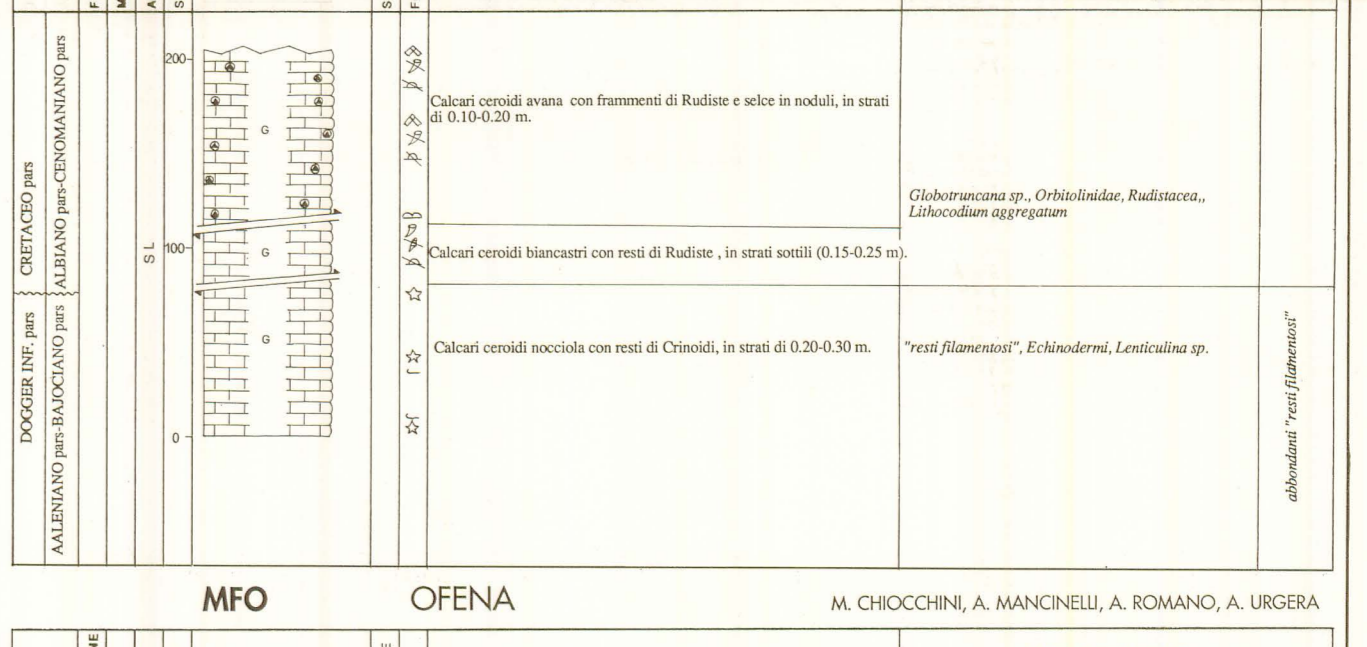 F
M
A
S
S
F
CRETACEO pars
ALBIANO pars-CENOMANIANO pars
DOGGER INF. pars
AALENIANO pars-BAJOCIANO pars
S L
200
100
0
G
G
G
Calcari ceroidi avana con frammenti di Rudiste e selce in noduli, in strati
di 0.10-0.20 m.
Calcari ceroidi biancastri con resti di Rudiste , in strati sottili (0.15-0.25 m).
Calcari ceroidi nocciola con resti di Crinoidi, in strati di 0.20-0.30 m.
Globotruncana sp., Orbitolinidae, Rudistacea,,
Lithocodium aggregatum
"resti filamentosi", Echinodermi, Lenticulina sp.
abbondanti "resti filamentosi"
MFO
OFENA
M. CHIOCCHINI, A. MANCINELLI, A. ROMANO, A. URGERA
NE
E